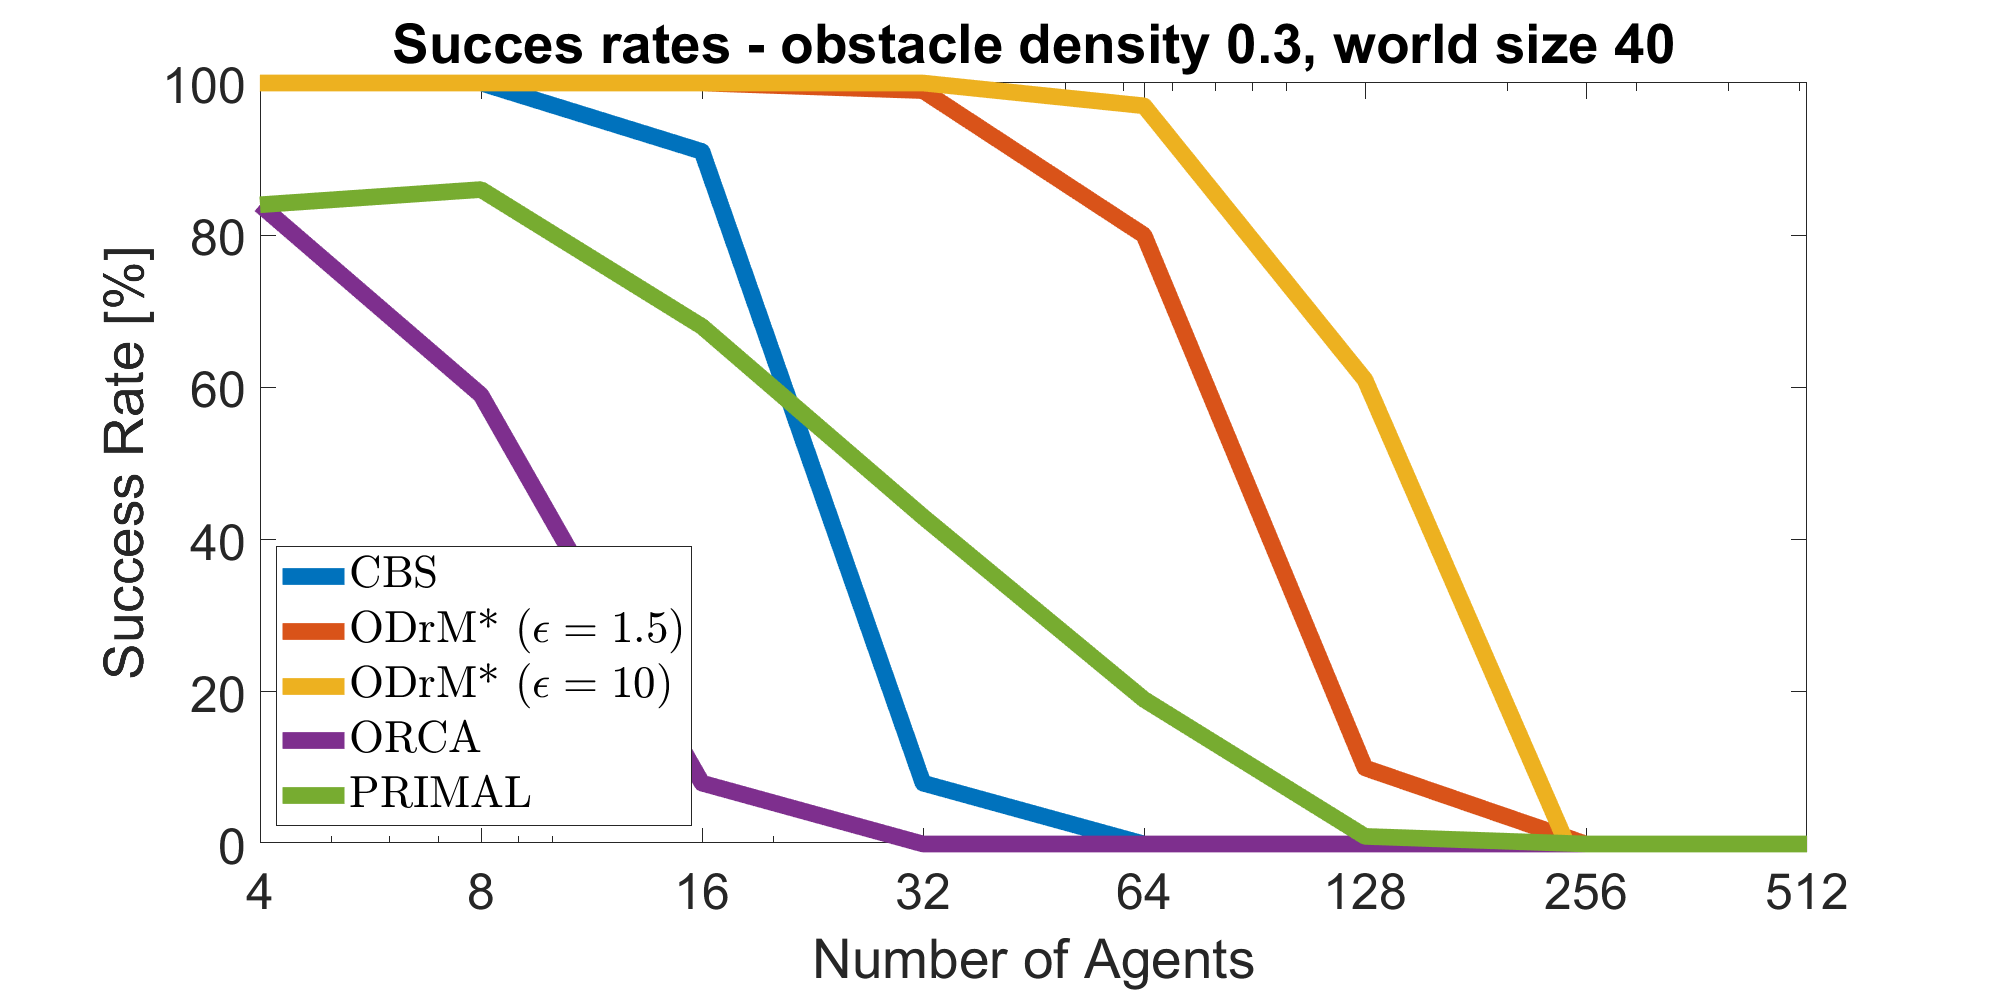 Succes rates - obstacle density 0.3, world size 40
Success Rate [%]
100
80
60
40
20
0
CBS
ODrM* (ϵ = 1.5)
ODrM* (ϵ = 10)
ORCA
PRIMAL
4 8 16 32 64 128 256 512
Number of Agents